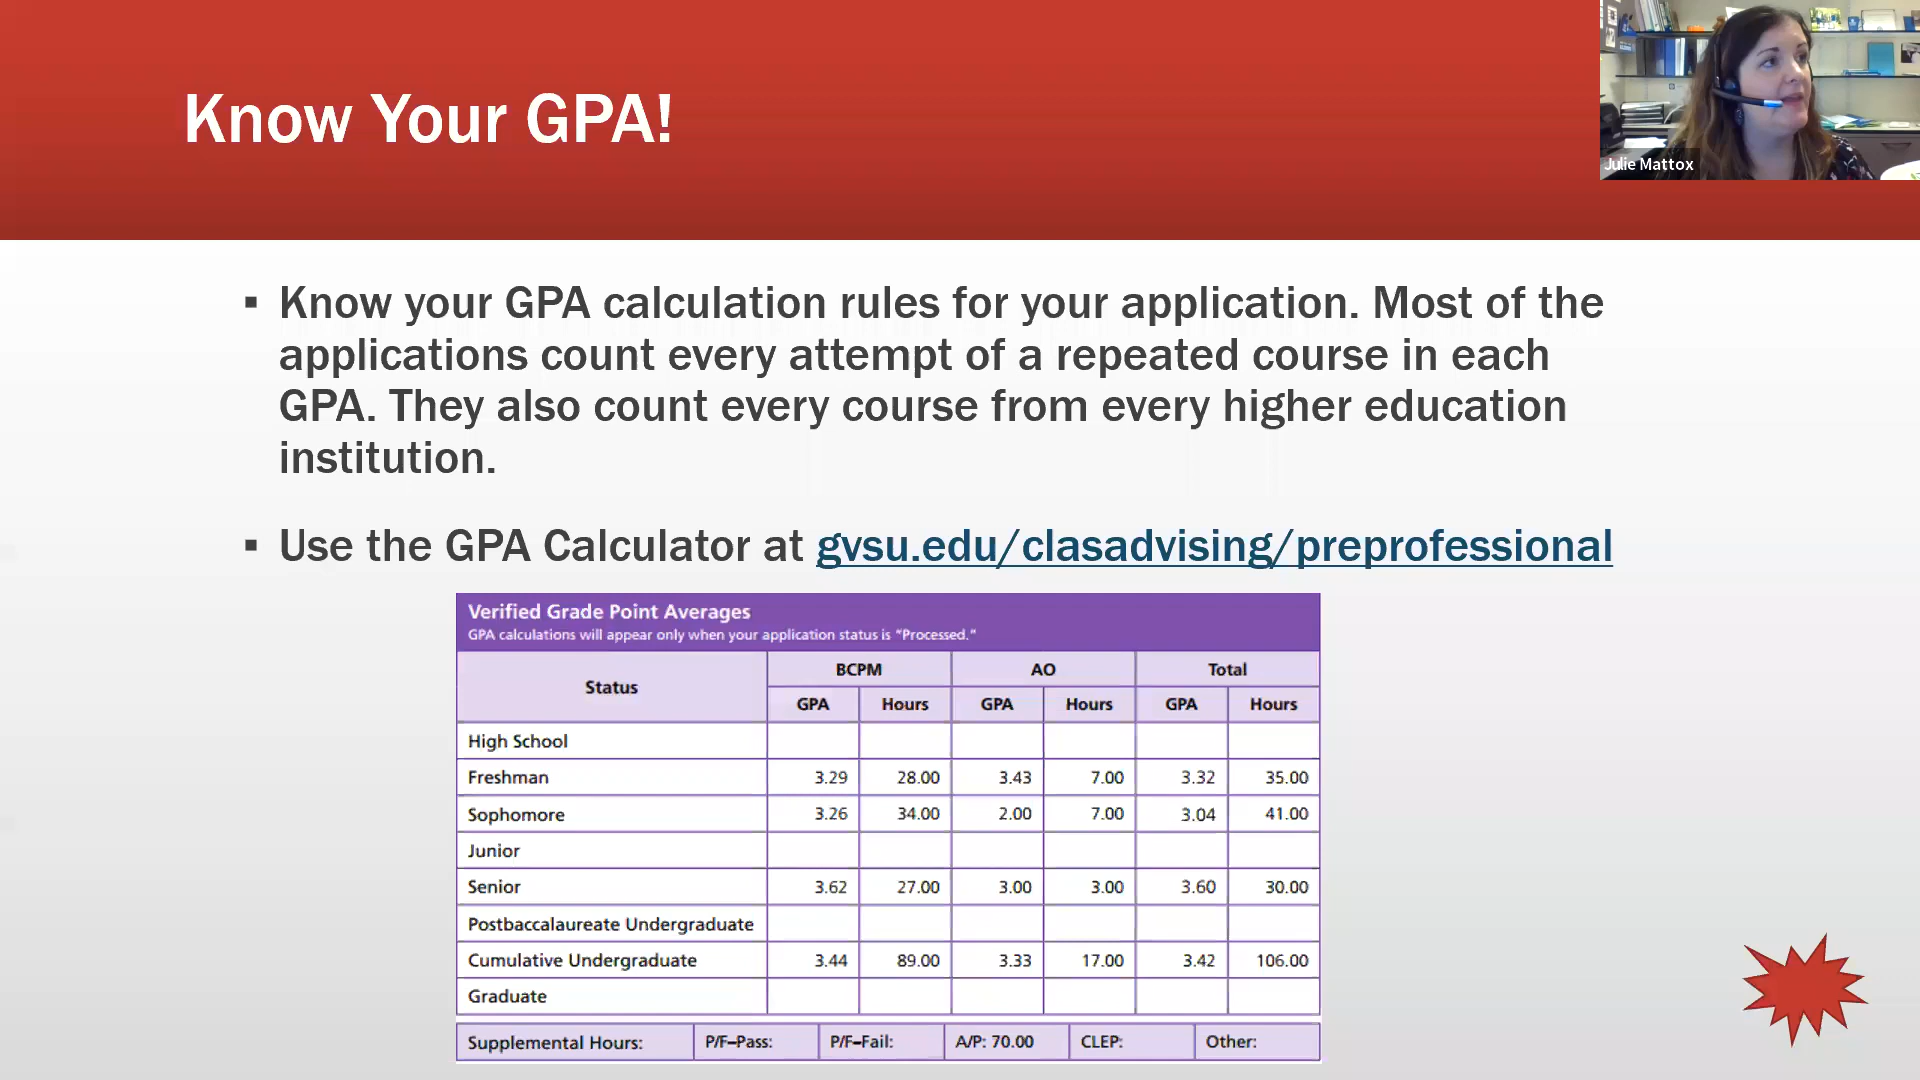 Know Your GPA!
Julie Mattox
▪ Know your GPA calculation rules for your application. Most of the
applications count every attempt of a repeated course in each
GPA. They also count every course from every higher education
institution.
▪ Use the GPA Calculator at gvsu.edu/clasadvising/preprofessional
Verified Grade Point Averages
GPA calculations will appear only when your application status is "Processed."
Status BCPM AO Total
GPA Hours GPA Hours GPA Hours
High School
Freshman 3.29 28.00 3.43 7.00 3.32 35.00
Sophomore 3.26 34.00 2.00 7.00 3.04 41.00
Junior
Senior 3.62 27.00 3.00 3.00 3.60 30.00
Postbaccalaureate Undergraduate
Cumulative Undergraduate 3.44 89.00 3.33 17.00 3.42 106.00
Graduate
Supplemental Hours: P/F–Pass: P/F–Fail: A/P: 70.00 CLEP: Other: